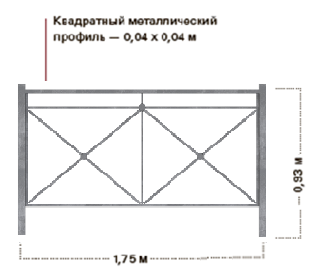 Квадратный металлический
профиль — 0,04 х 0,04 м
0,93 м
1,75 м